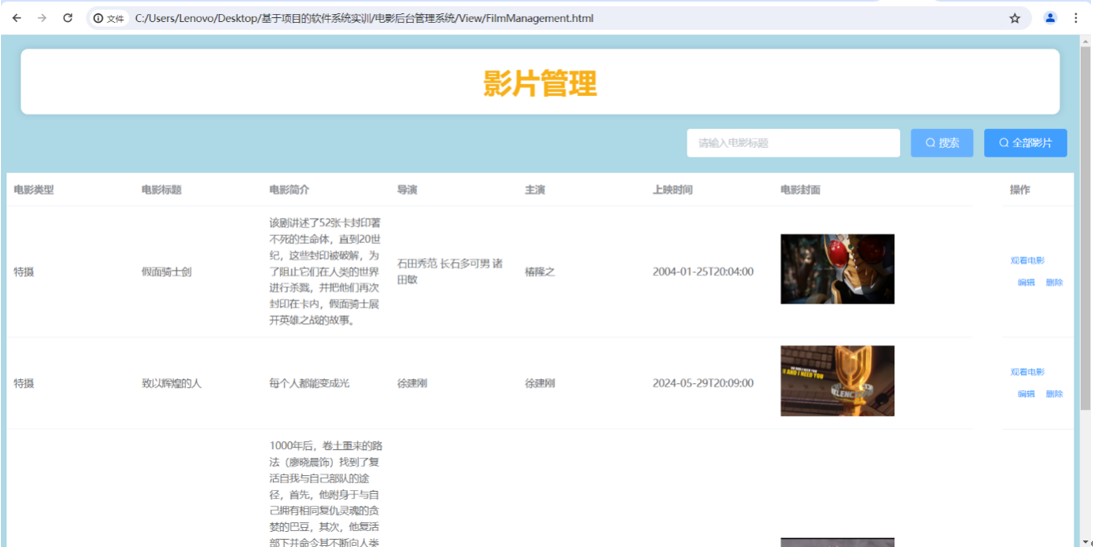 文件 C:/Users/Lenovo/Desktop/基于项目的软件系统实训/电影后台管理系统/View/FilmManagement.html
影片管理
请输入电影标题 搜索 全部影片
电影类型 电影标题 电影简介 导演 主演 上映时间 电影封面 操作
特摄
假面骑士剑
该剧讲述了52张卡封印著
不死的生命体，直到20世
纪，这些封印被破解，为
了阻止它们在人类的世界
进行杀戮，并把他们再次
封印在卡内，假面骑士展
开英雄之战的故事。
石田秀范 长石多可男 诸
田敏
椿隆之
2004-01-25T20:04:00
观看电影
编辑 删除
特摄
致以辉煌的人
每个人都能变成光
徐建刚
徐建刚
2024-05-29T20:09:00
AND I NEED YOU
观看电影
编辑 删除
1000年后，卷土重来的路
法（廖晓晨饰）找到了复
活自我与自己部队的途
径，首先，他附身于与自
己拥有相同复仇灵魂的贪
婪的巴豆，其次，他复活
部下并命令其不断向人类